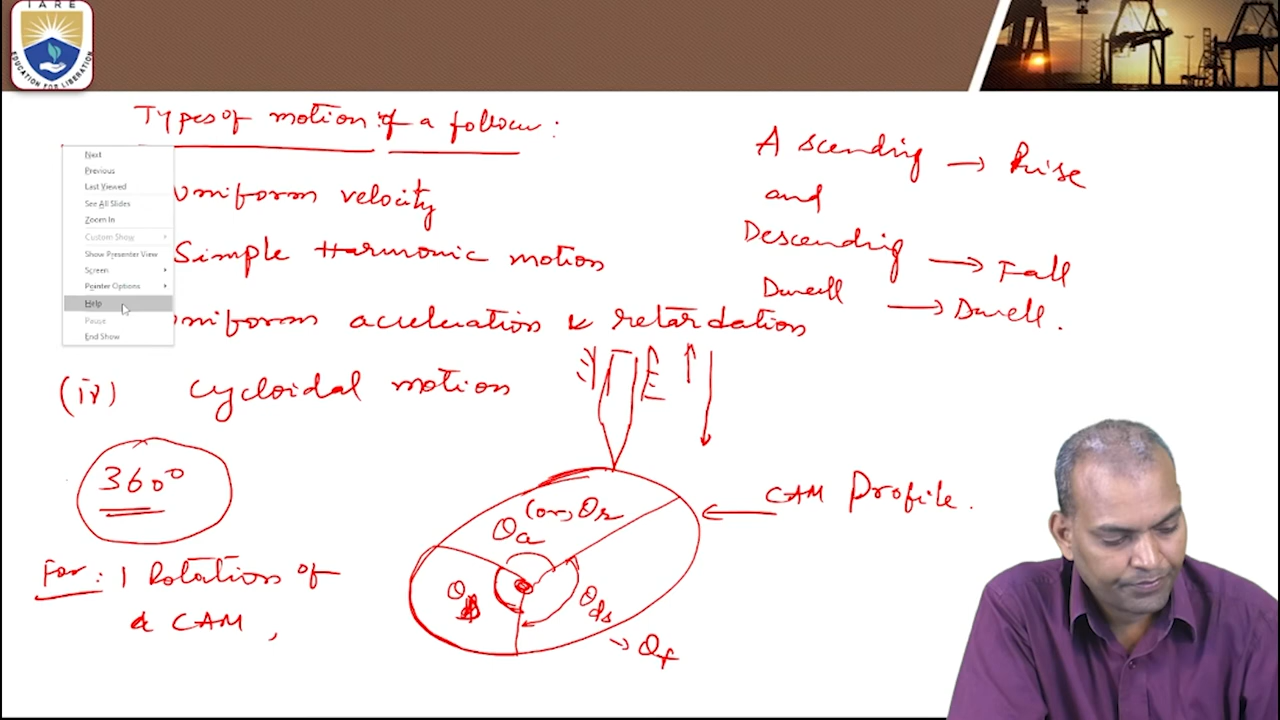 IARE
EDUCATION FOR LIBERATION
Types of motion of a follower:
Uniform velocity
Simple Harmonic motion
Uniform accleration & retardation
(iv) Cycloidal motion
Next
Previous
Last Viewed
See All Slides
Zoom In
Custom Show
Show Presenter View
Screen
Pointer Options
Help
Pause
End Show
Ascending → Rise
and
Descending → Fall
Dwell → Dwell.
360°
For: 1 Rotation of
a CAM,
(or) θr
θa
θd
θds
→ θf
← CAM Profile.